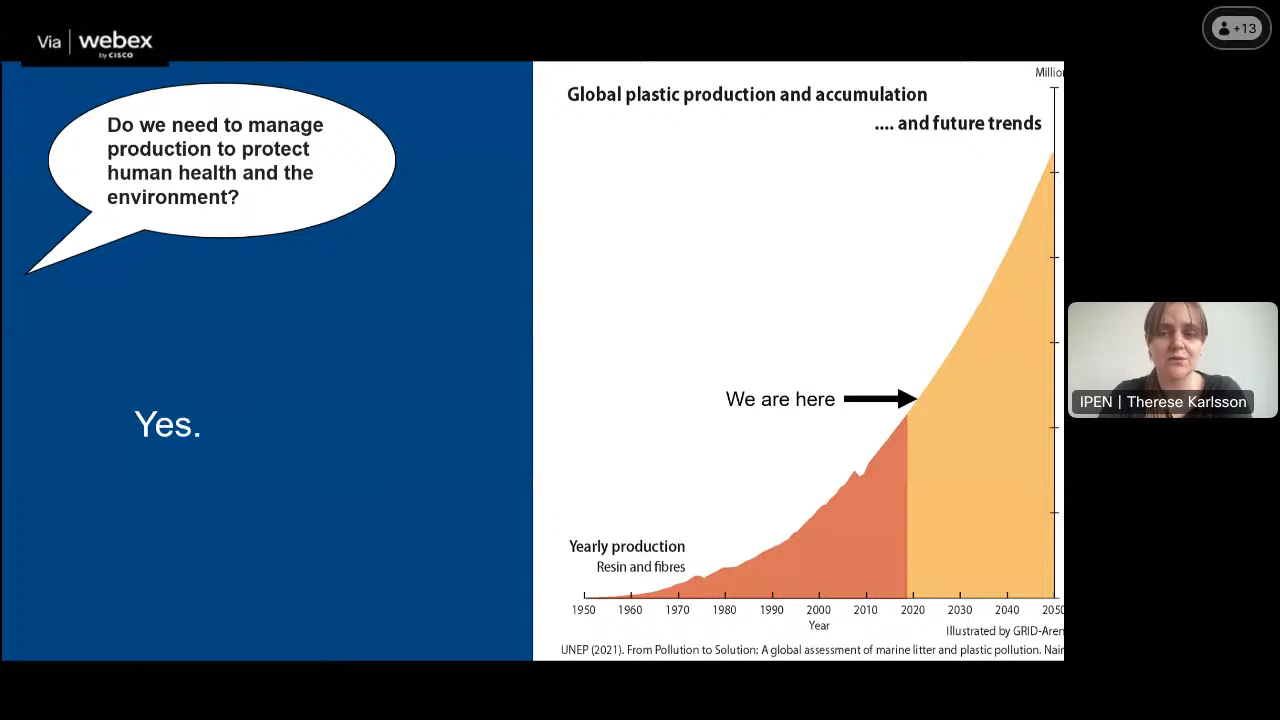 Via | webex
by CISCO
+13
Do we need to manage
production to protect
human health and the
environment?
Yes.
Millio
Global plastic production and accumulation
.... and future trends
We are here
Yearly production
Resin and fibres
1950 1960 1970 1980 1990 2000 2010 2020 2030 2040 2050
Year
Illustrated by GRID-Aren
UNEP (2021). From Pollution to Solution: A global assessment of marine litter and plastic pollution. Nair
IPEN | Therese Karlsson